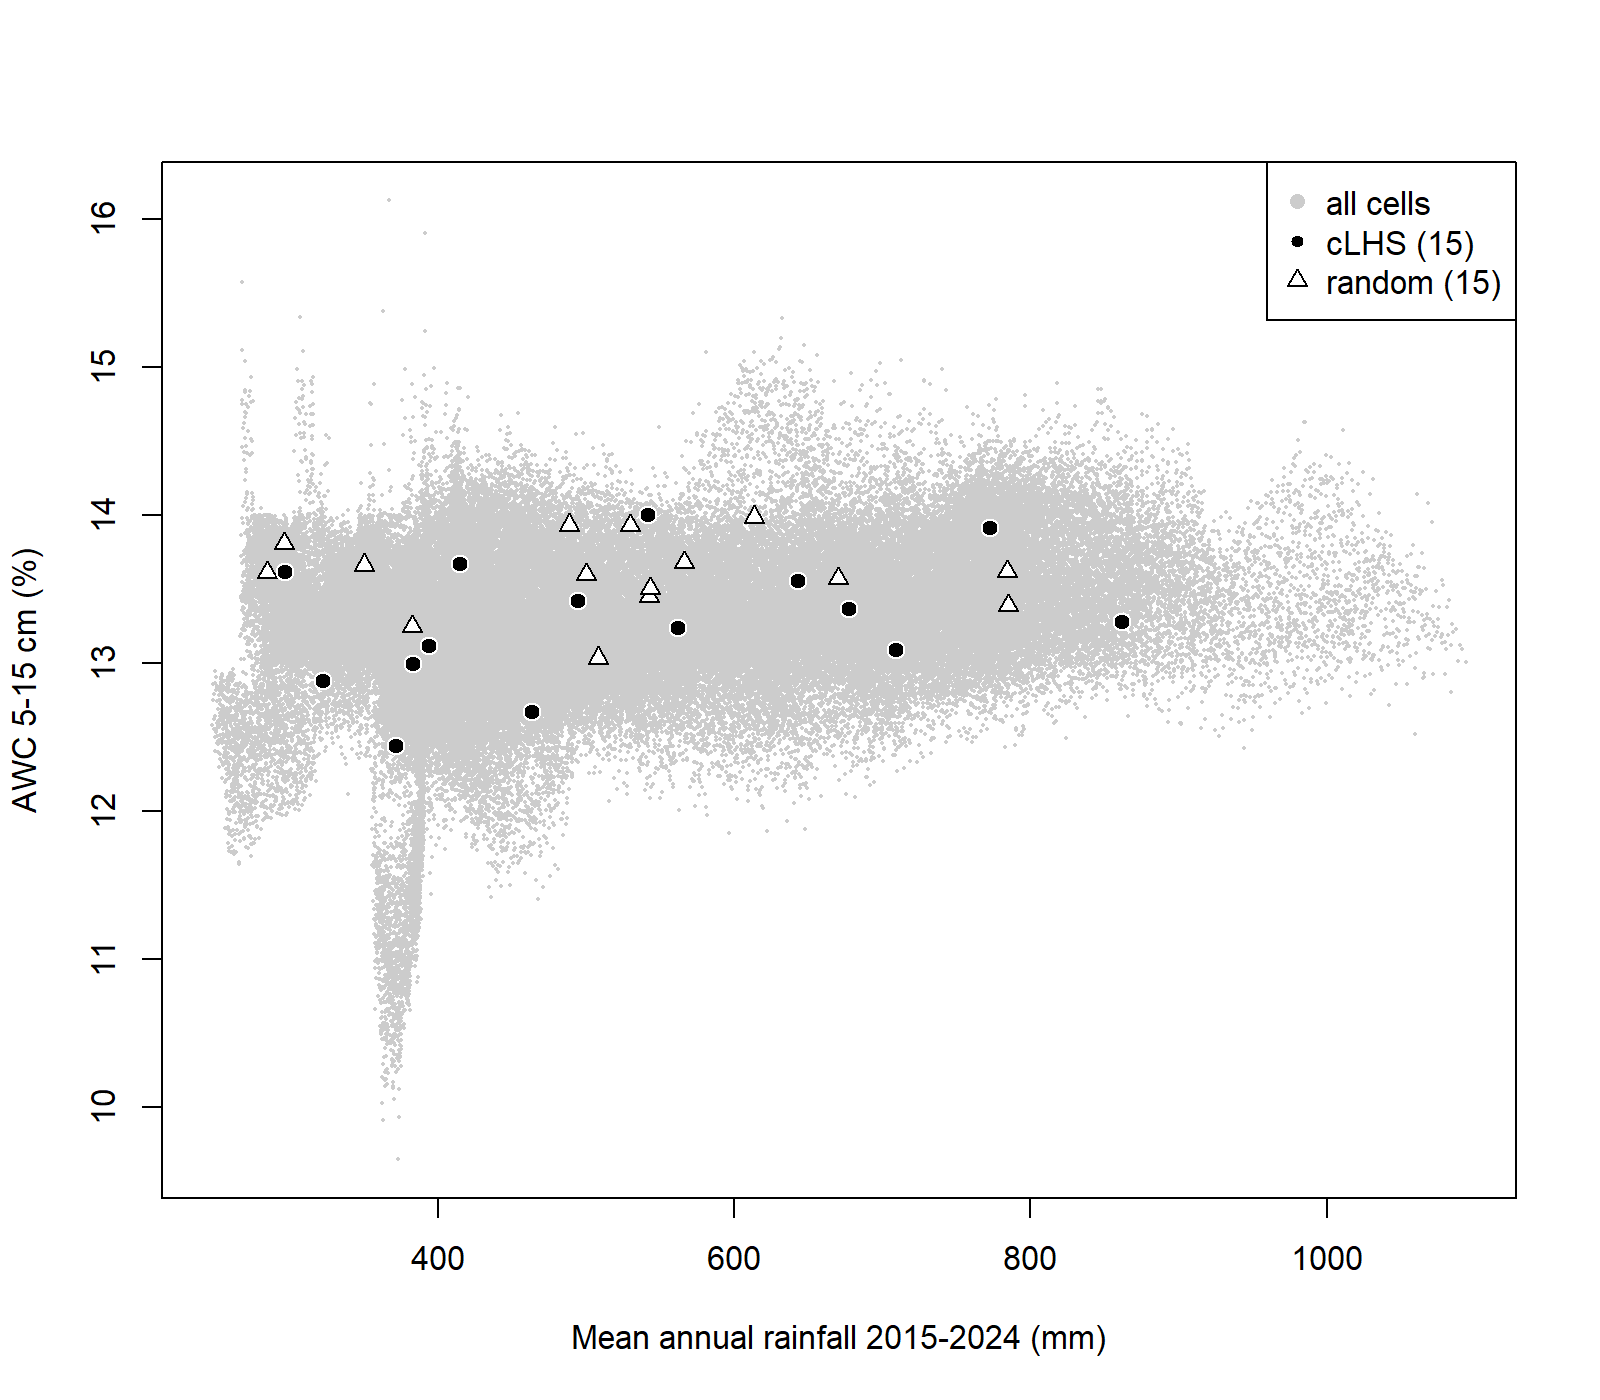 all cells
cLHS (15)
random (15)
AWC 5-15 cm (%)
16
15
14
13
12
11
10
400 600 800 1000
Mean annual rainfall 2015-2024 (mm)